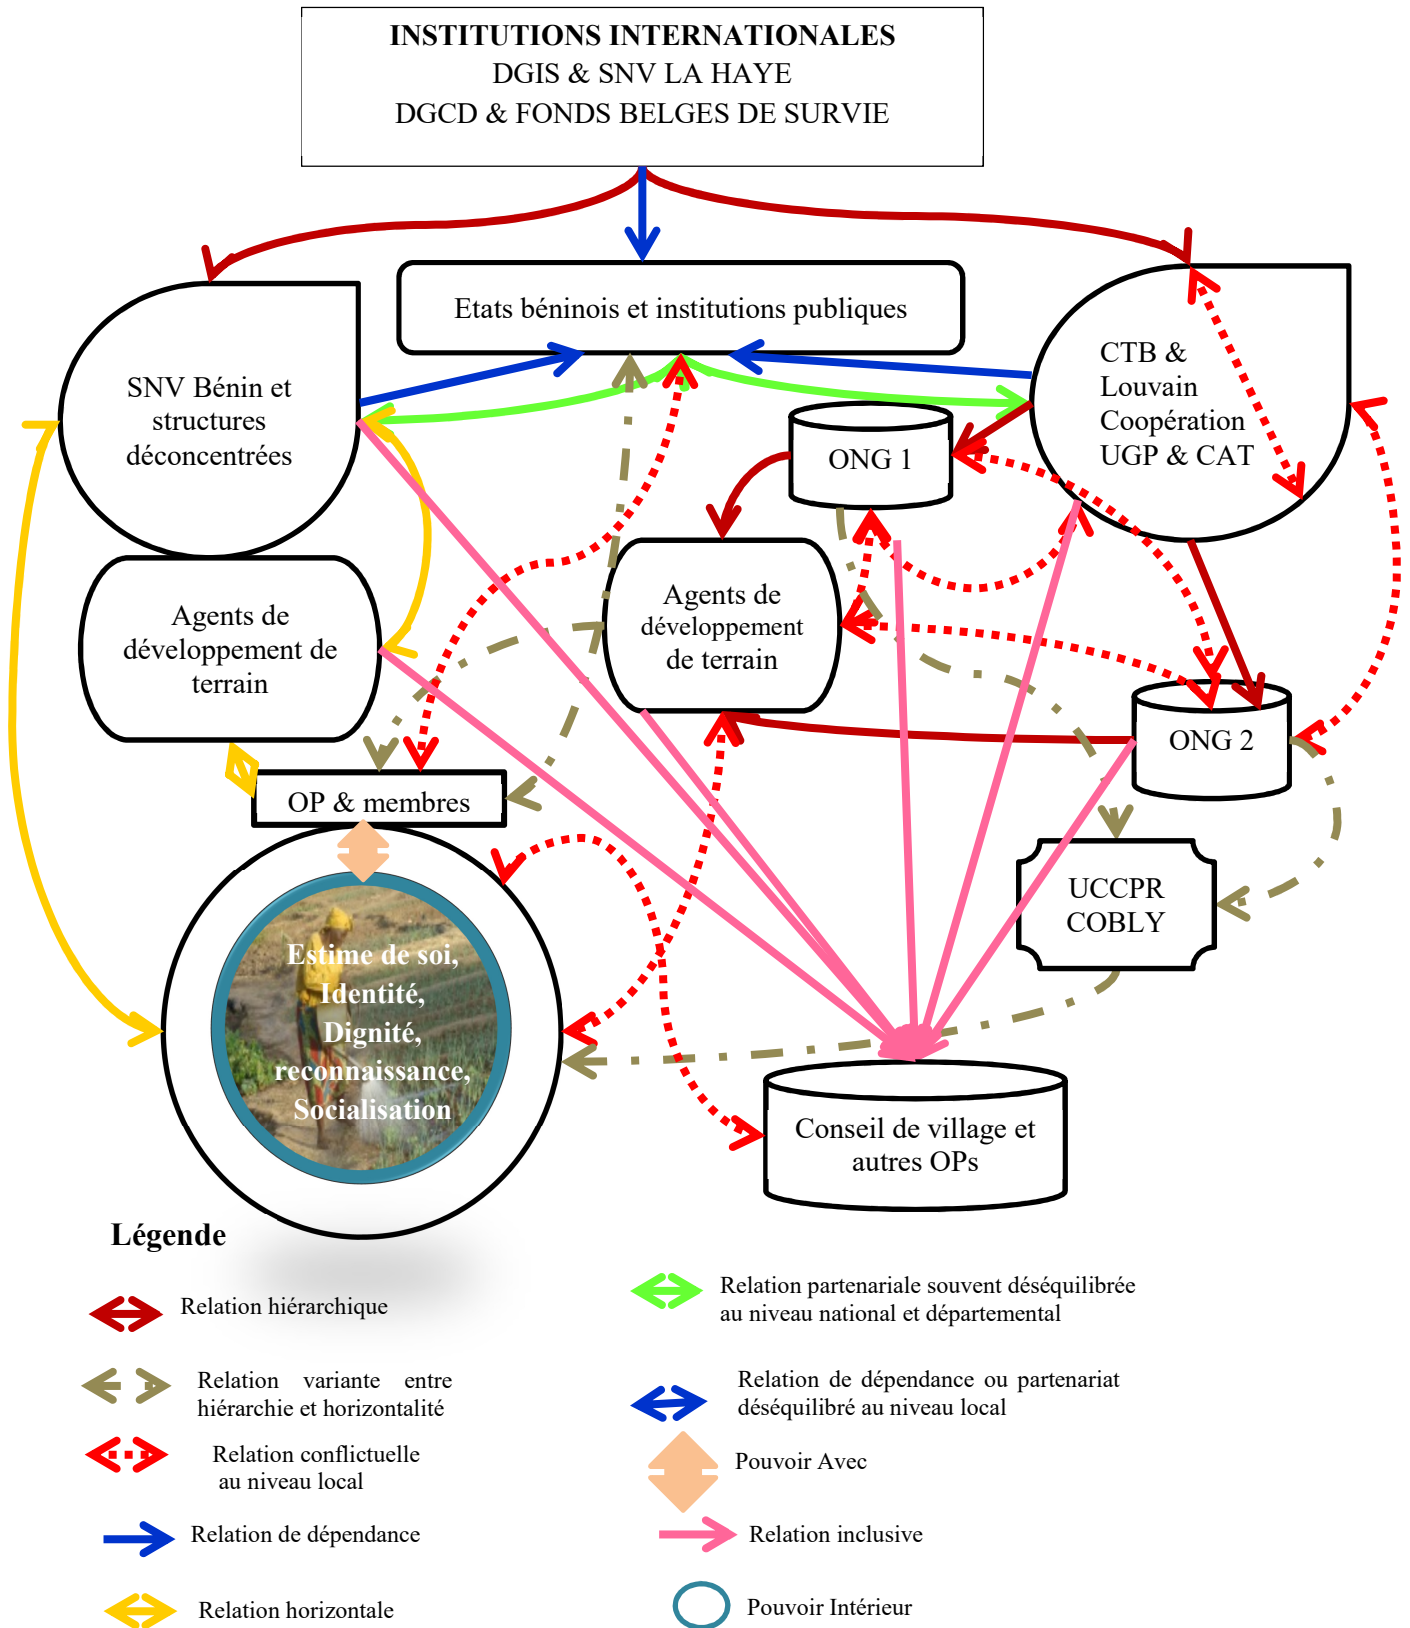 INSTITUTIONS INTERNATIONALES
DGIS & SNV LA HAYE
DGCD & FONDS BELGES DE SURVIE
Etats béninois et institutions publiques
SNV Bénin et
structures
déconcentrées
CTB &
Louvain
Coopération
UGP & CAT
ONG 1
Agents de
développement de
terrain
Agents de
développement
de terrain
ONG 2
OP & membres
UCCPR
COBLY
Estime de soi,
Identité,
Dignité,
reconnaissance,
Socialisation
Conseil de village et
autres OPs
Légende
Relation hiérarchique
Relation variante entre
hiérarchie et horizontalité
Relation conflictuelle
au niveau local
Relation de dépendance
Relation horizontale
Relation partenariale souvent déséquilibrée
au niveau national et départemental
Relation de dépendance ou partenariat
déséquilibré au niveau local
Pouvoir Avec
Relation inclusive
Pouvoir Intérieur